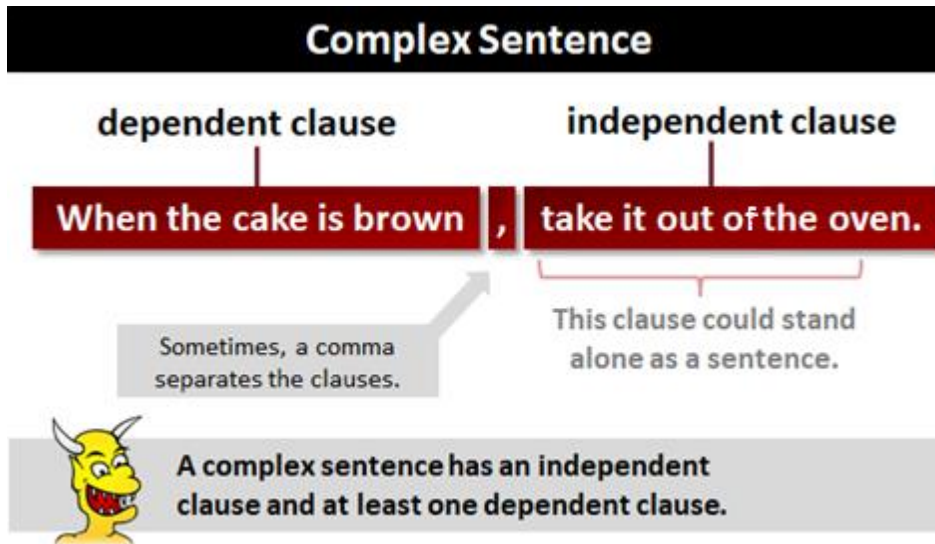 Complex Sentence
dependent clause
independent clause
When the cake is brown , take it out of the oven.
Sometimes, a comma
separates the clauses.
This clause could stand
alone as a sentence.
A complex sentence has an independent
clause and at least one dependent clause.